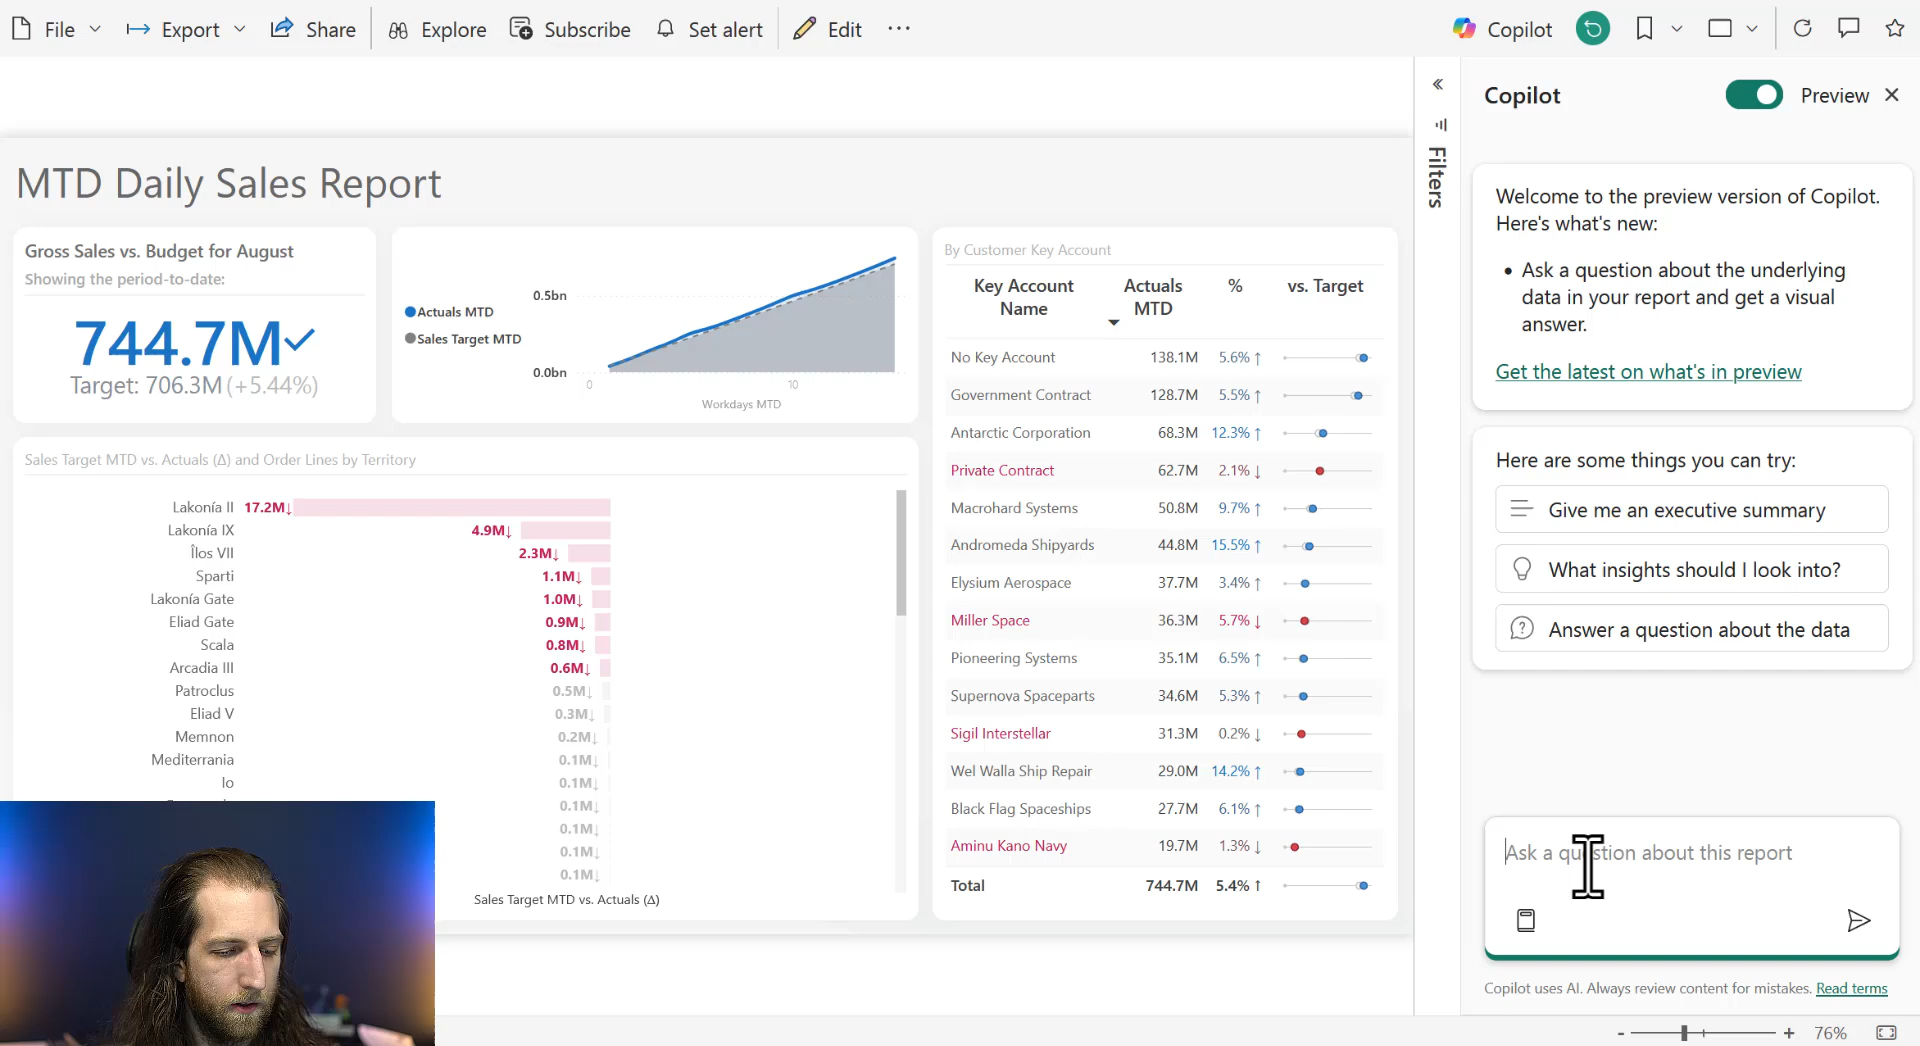 File Export Share Explore Subscribe Set alert Edit ... Copilot
MTD Daily Sales Report
Gross Sales vs. Budget for August
Showing the period-to-date:
744.7M✓
Target: 706.3M (+5.44%)
Actuals MTD
Sales Target MTD
0.5bn
0.0bn
0 10
Workdays MTD
Sales Target MTD vs. Actuals (Δ) and Order Lines by Territory
Lakonía II 17.2M↓
Lakonía IX 4.9M↓
Îlos VII 2.3M↓
Sparti 1.1M↓
Lakonía Gate 1.0M↓
Eliad Gate 0.9M↓
Scala 0.8M↓
Arcadia III 0.6M↓
Patroclus 0.5M↓
Eliad V 0.3M↓
Memnon 0.2M↓
Mediterrania 0.1M↓
Io 0.1M↓
0.1M↓
0.1M↓
0.1M↓
0.1M↓
Sales Target MTD vs. Actuals (Δ)
By Customer Key Account
Key Account Name Actuals MTD % vs. Target
No Key Account 138.1M 5.6% ↑
Government Contract 128.7M 5.5% ↑
Antarctic Corporation 68.3M 12.3% ↑
Private Contract 62.7M 2.1% ↓
Macrohard Systems 50.8M 9.7% ↑
Andromeda Shipyards 44.8M 15.5% ↑
Elysium Aerospace 37.7M 3.4% ↑
Miller Space 36.3M 5.7% ↓
Pioneering Systems 35.1M 6.5% ↑
Supernova Spaceparts 34.6M 5.3% ↑
Sigil Interstellar 31.3M 0.2% ↓
Wel Walla Ship Repair 29.0M 14.2% ↑
Black Flag Spaceships 27.7M 6.1% ↑
Aminu Kano Navy 19.7M 1.3% ↓
Total 744.7M 5.4% ↑
Filters
Copilot Preview
Welcome to the preview version of Copilot.
Here's what's new:
• Ask a question about the underlying
data in your report and get a visual
answer.
Get the latest on what's in preview
Here are some things you can try:
Give me an executive summary
What insights should I look into?
Answer a question about the data
Ask a question about this report
Copilot uses AI. Always review content for mistakes. Read terms
- + 76%